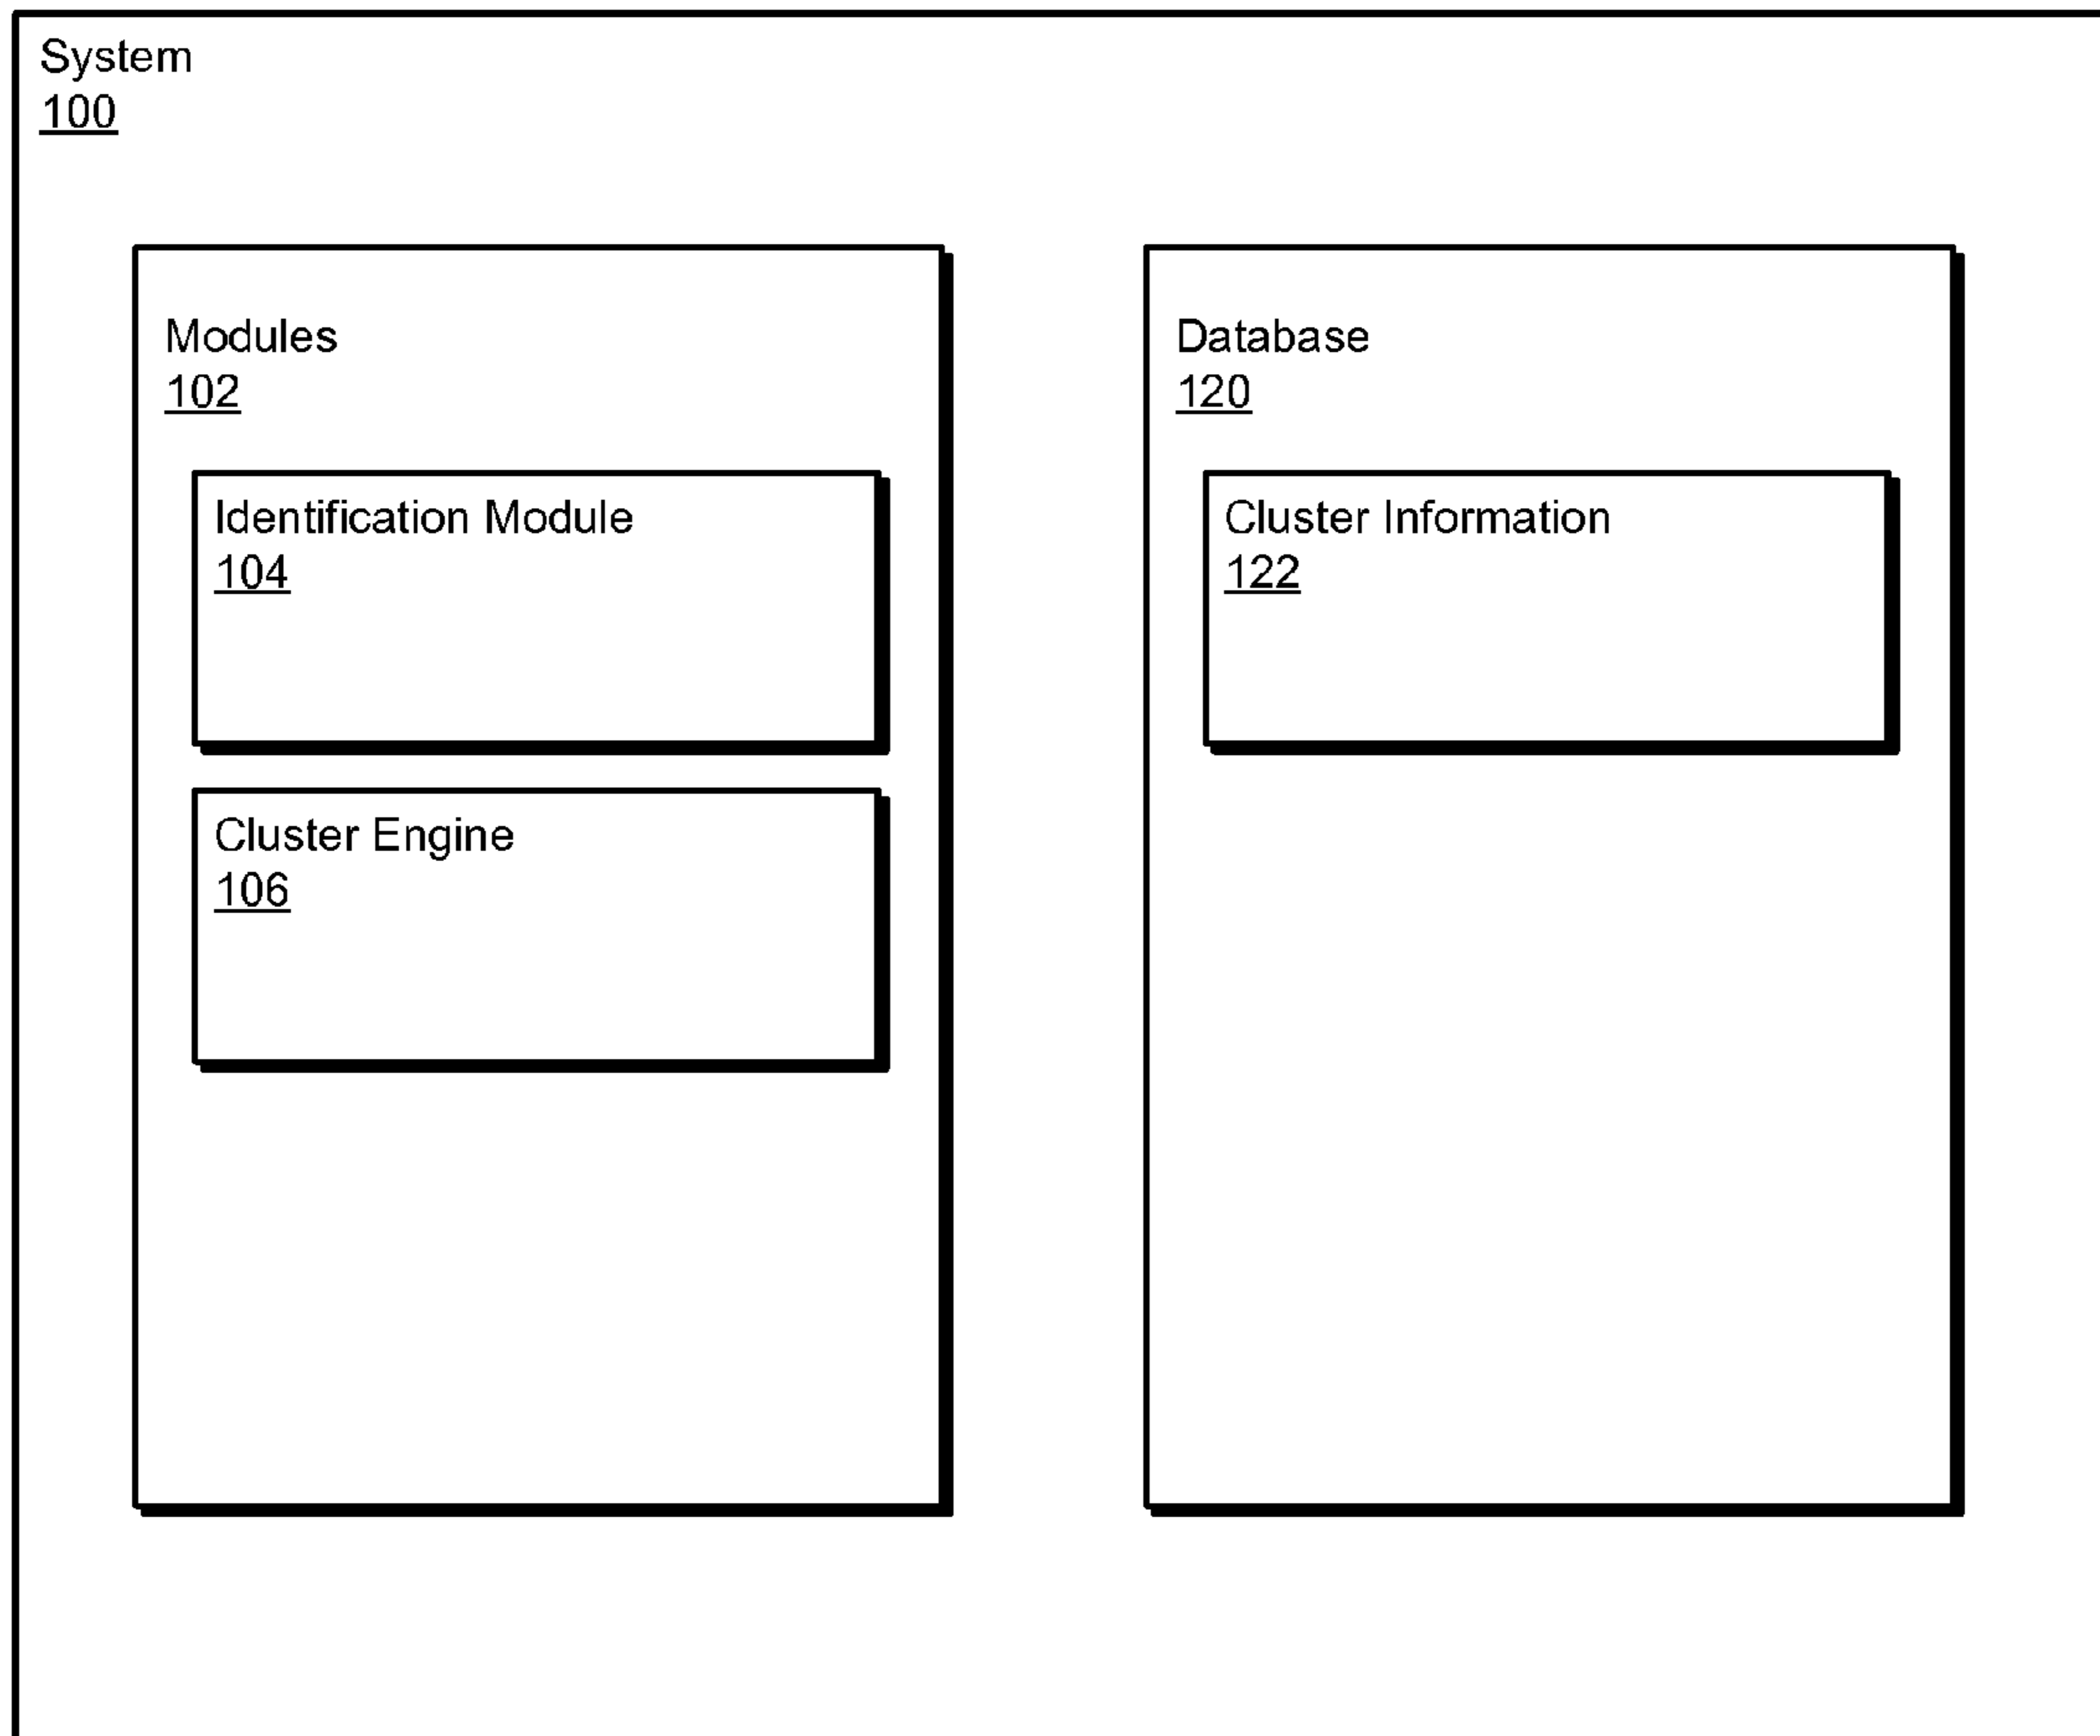 System
100
Modules
102
Identification Module
104
Cluster Engine
106
Database
120
Cluster Information
122